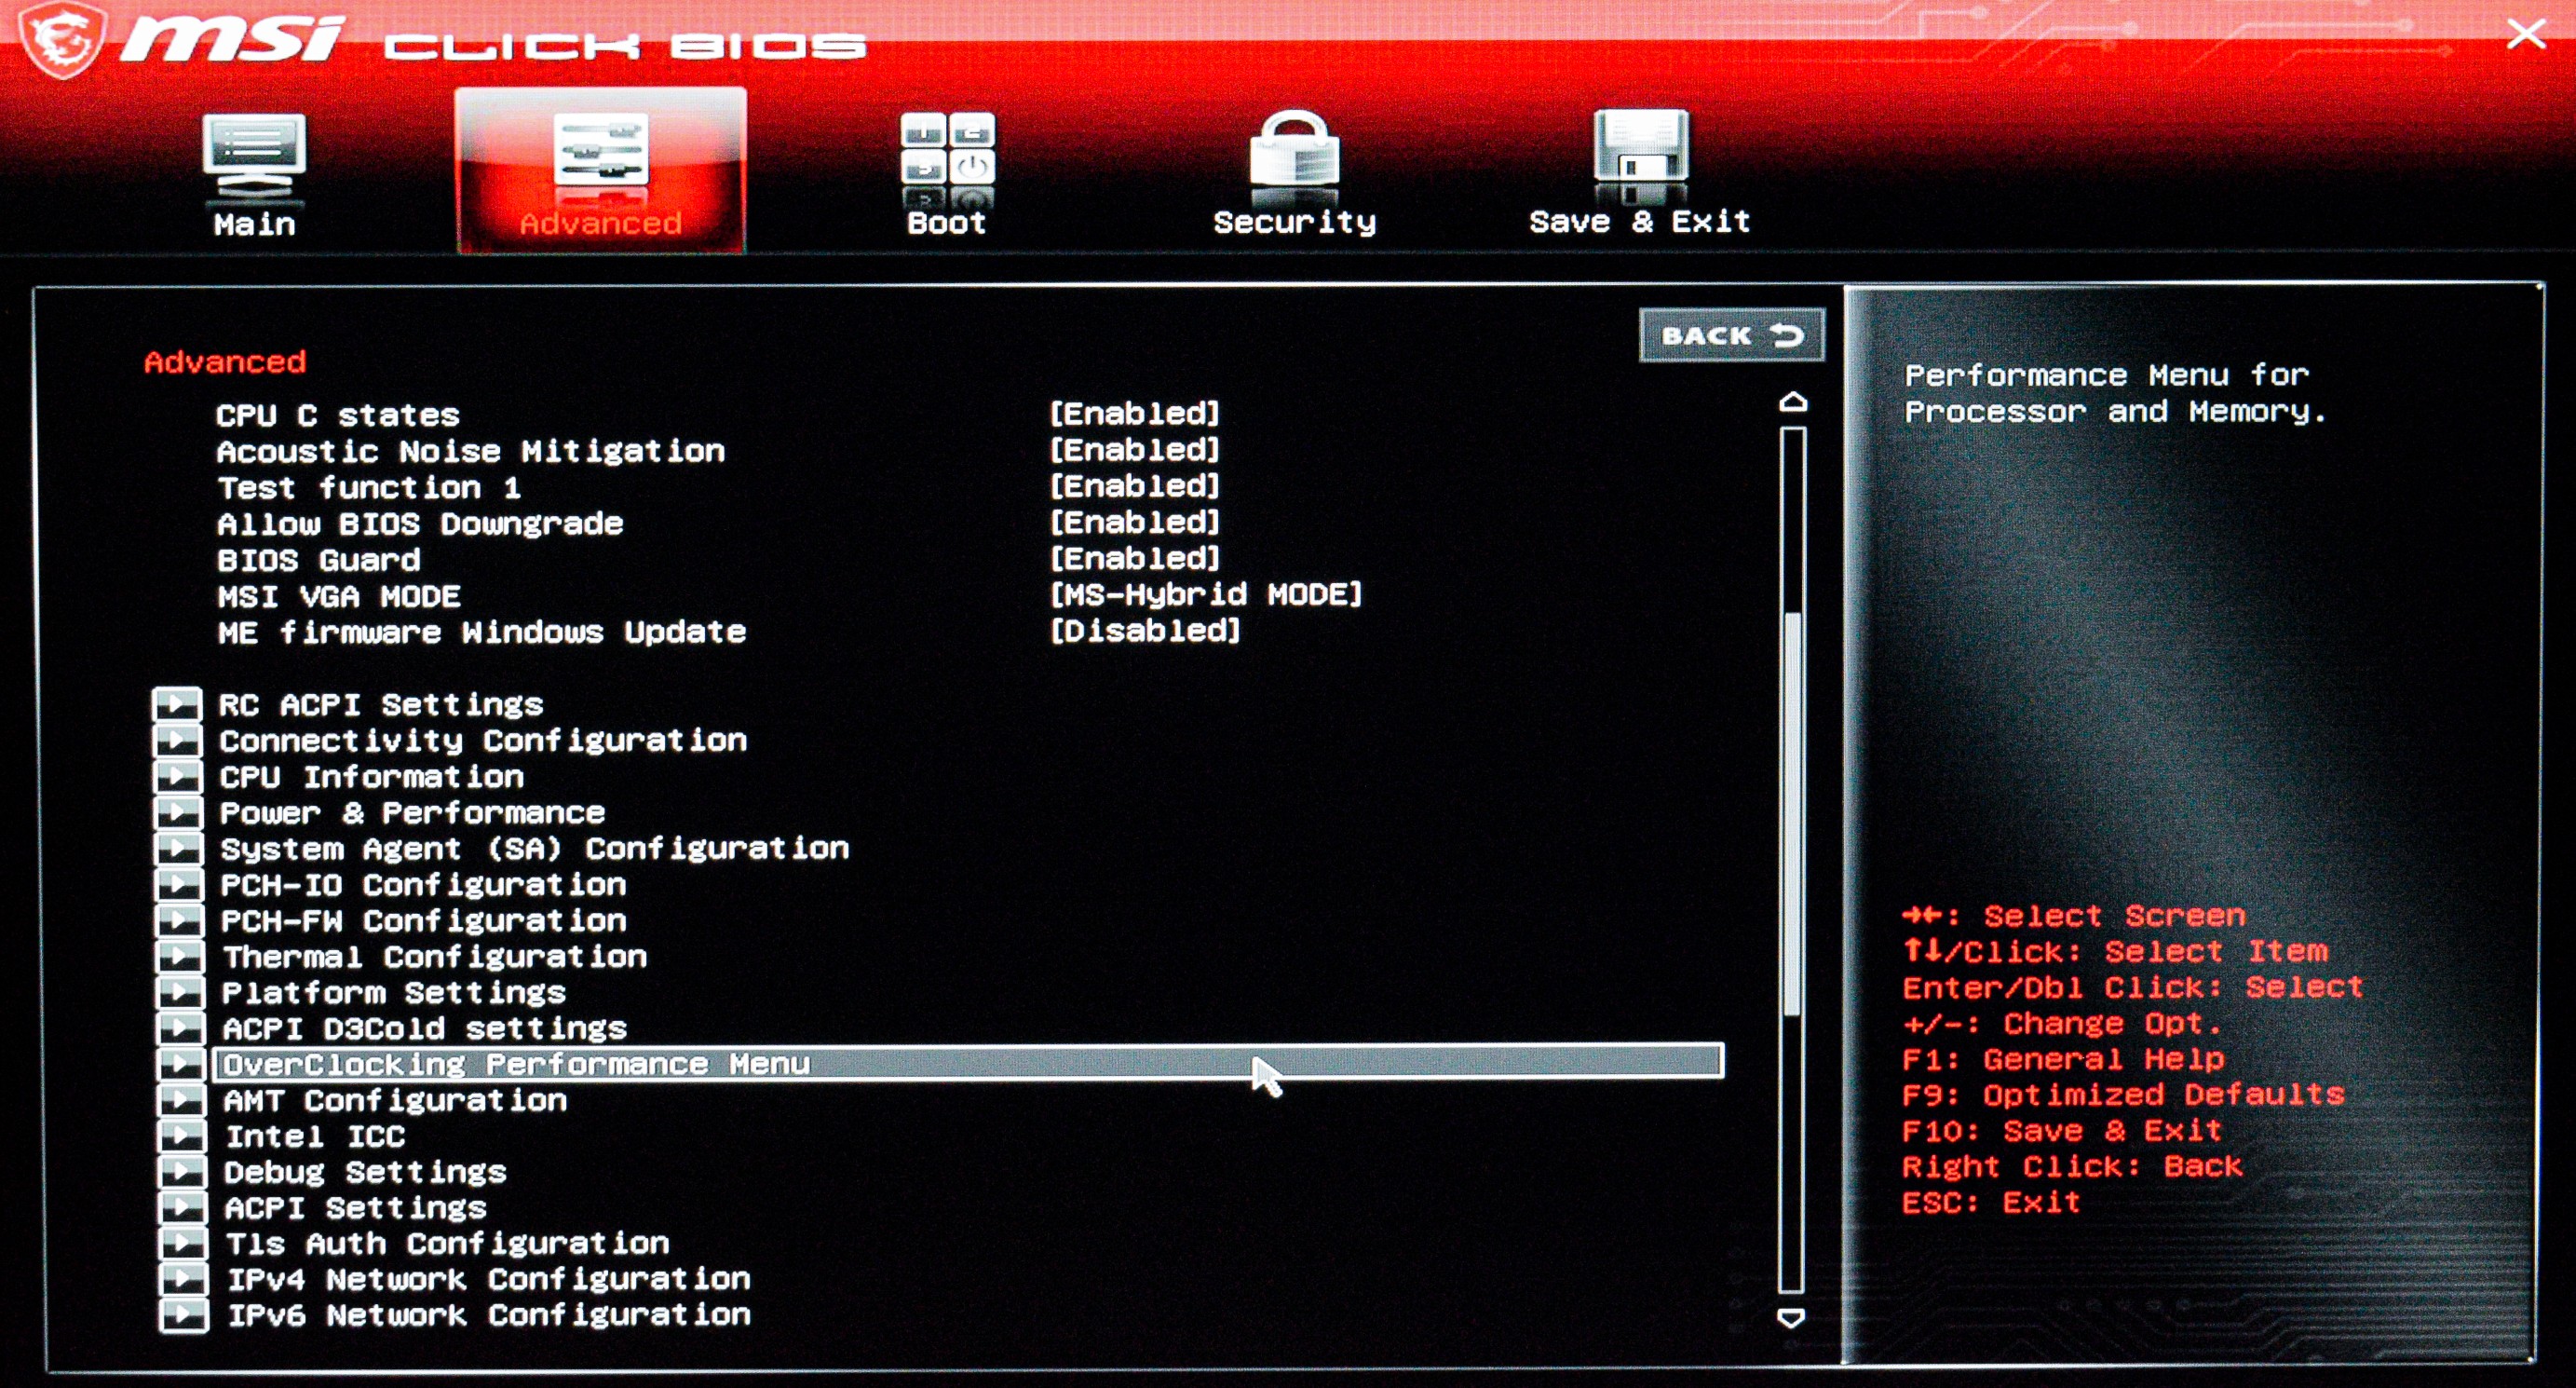 msi CLICK BIOS
Main
Advanced
Boot
Security
Save & Exit
BACK
Advanced
CPU C states [Enabled]
Acoustic Noise Mitigation [Enabled]
Test function 1 [Enabled]
Allow BIOS Downgrade [Enabled]
BIOS Guard [Enabled]
MSI VGA MODE [MS-Hybrid MODE]
ME firmware Windows Update [Disabled]
RC ACPI Settings
Connectivity Configuration
CPU Information
Power & Performance
System Agent (SA) Configuration
PCH-IO Configuration
PCH-FW Configuration
Thermal Configuration
Platform Settings
ACPI D3Cold settings
OverClocking Performance Menu
AMT Configuration
Intel ICC
Debug Settings
ACPI Settings
Tls Auth Configuration
IPv4 Network Configuration
IPv6 Network Configuration
Performance Menu for
Processor and Memory.
→←: Select Screen
↑↓/Click: Select Item
Enter/Dbl Click: Select
+/-: Change Opt.
F1: General Help
F9: Optimized Defaults
F10: Save & Exit
Right Click: Back
ESC: Exit